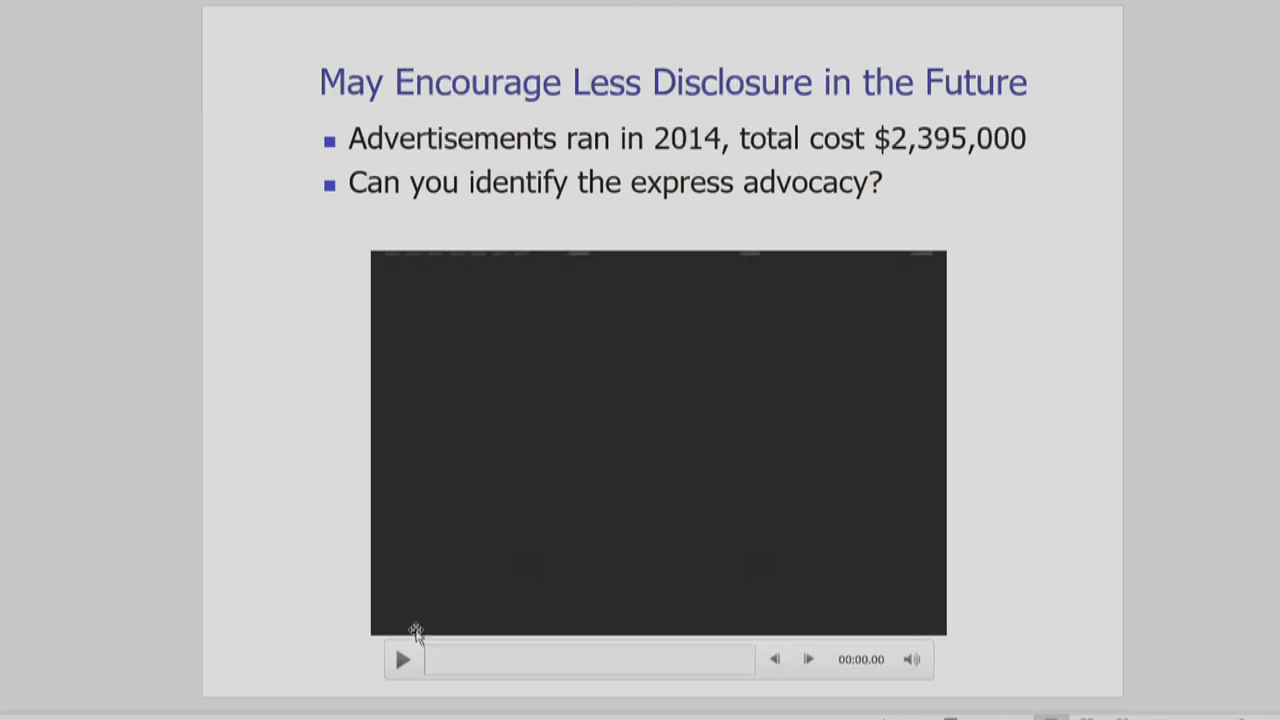 May Encourage Less Disclosure in the Future
Advertisements ran in 2014, total cost $2,395,000
Can you identify the express advocacy?
00:00.00